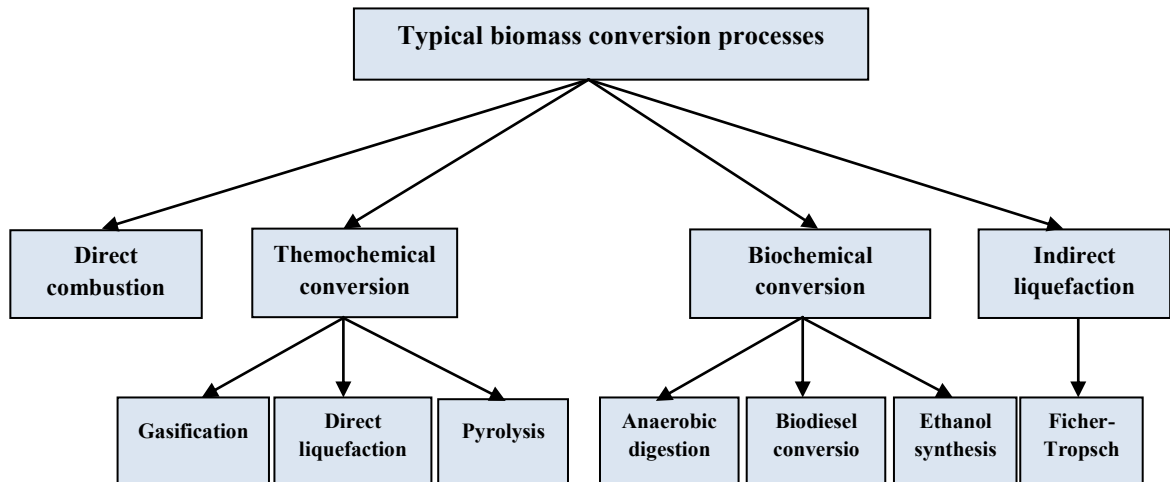 Typical biomass conversion processes
Direct
combustion
Themochemical
conversion
Biochemical
conversion
Indirect
liquefaction
Gasification
Direct
liquefaction
Pyrolysis
Anaerobic
digestion
Biodiesel
conversio
Ethanol
synthesis
Ficher-
Tropsch